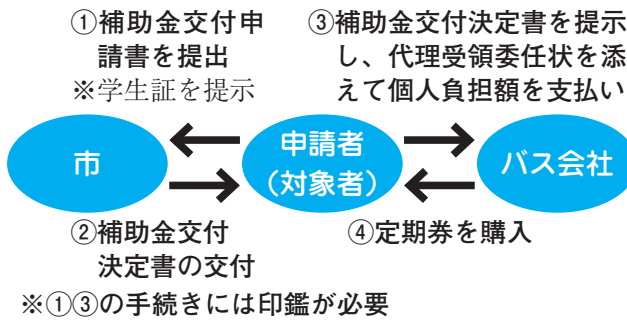 ①補助金交付申
請書を提出
※学生証を提示
③補助金交付決定書を提示
し、代理受領委任状を添
えて個人負担額を支払い
市
申請者
（対象者）
バス会社
②補助金交付
決定書の交付
④定期券を購入
※①③の手続きには印鑑が必要